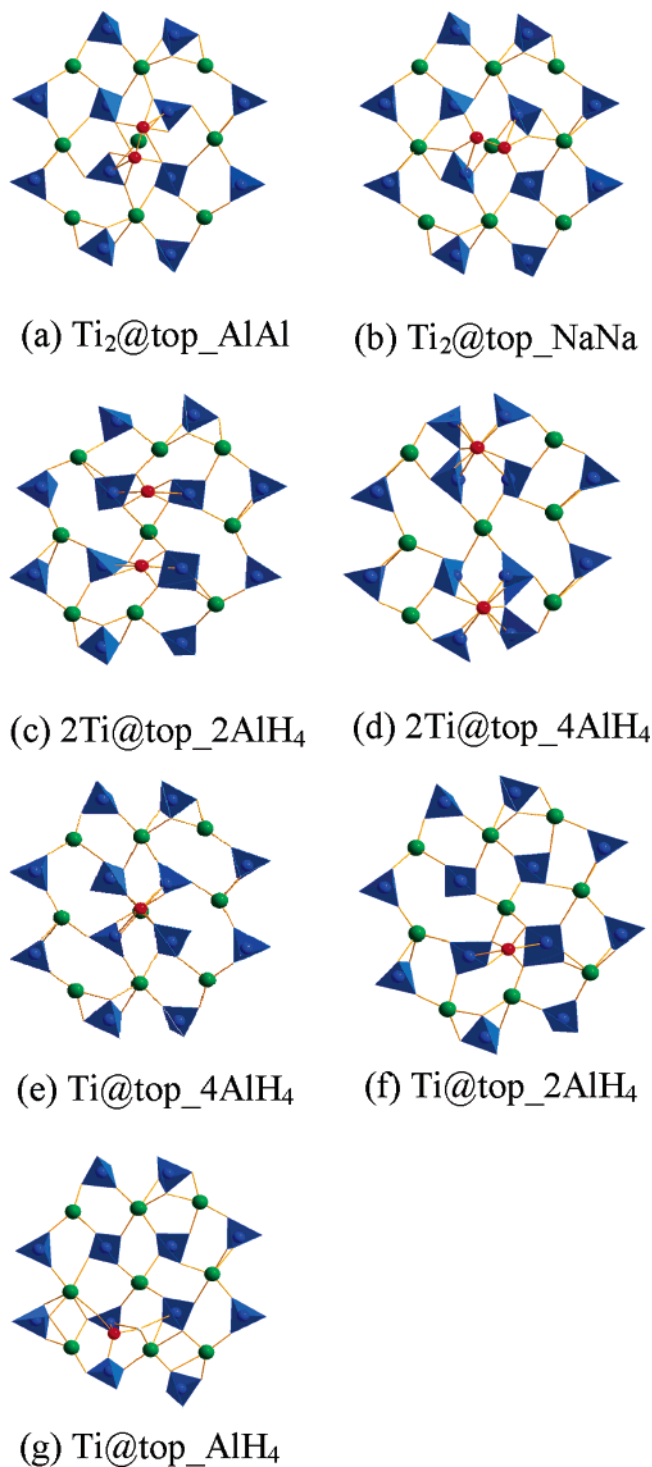 (a) Ti₂@top_AlAl
(b) Ti₂@top_NaNa
(c) 2Ti@top_2AlH₄
(d) 2Ti@top_4AlH₄
(e) Ti@top_4AlH₄
(f) Ti@top_2AlH₄
(g) Ti@top_AlH₄